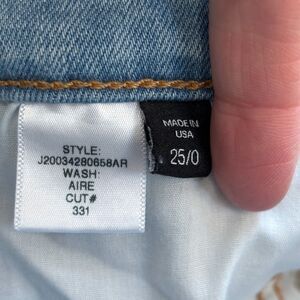 STYLE:
J20034280658AR
WASH:
AIRE
CUT#
331
MADE IN
USA
25/0